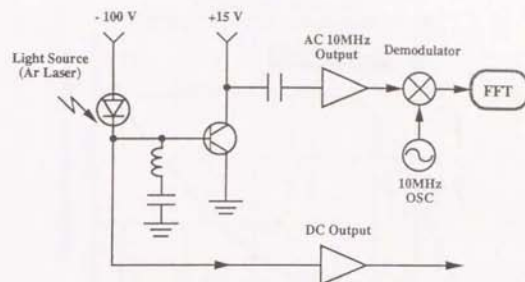 - 100 V
+15 V
Light Source
(Ar Laser)
AC 10MHz
Output
Demodulator
FFT
10MHz
OSC
DC Output